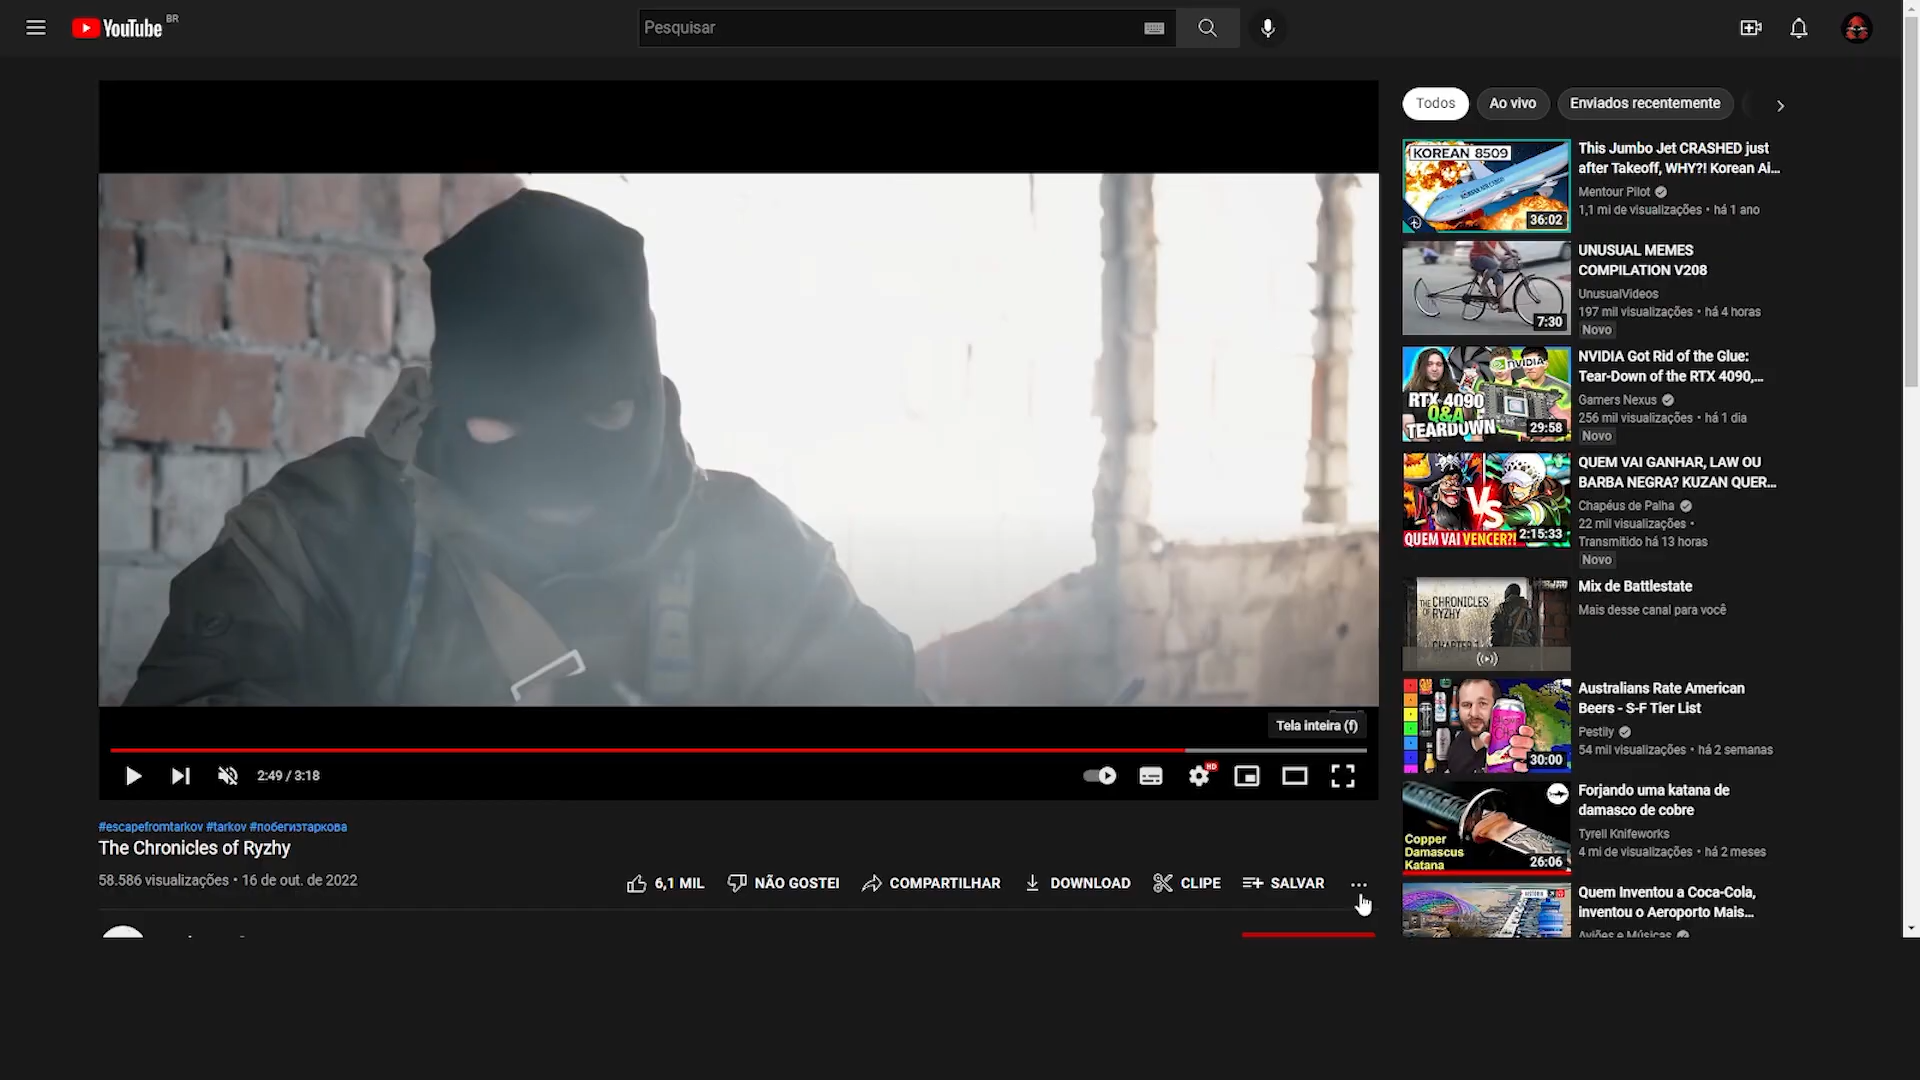 YouTube BR
Pesquisar
Todos
Ao vivo
Enviados recentemente
KOREAN 8509
36:02
This Jumbo Jet CRASHED just
after Takeoff, WHY?! Korean Ai...
Mentour Pilot
1,1 mi de visualizações • há 1 ano
7:30
UNUSUAL MEMES
COMPILATION V208
UnusualVideos
197 mil visualizações • há 4 horas
Novo
NVIDIA
RTX 4090
Q&A
TEARDOWN
29:58
NVIDIA Got Rid of the Glue:
Tear-Down of the RTX 4090,...
Gamers Nexus
256 mil visualizações • há 1 dia
Novo
VS
QUEM VAI VENCER?!
2:15:33
QUEM VAI GANHAR, LAW OU
BARBA NEGRA? KUZAN QUER...
Chapéus de Palha
22 mil visualizações •
Transmitido há 13 horas
Novo
THE CHRONICLES
OF RYZHY
Mix de Battlestate
Mais desse canal para você
30:00
Australians Rate American
Beers - S-F Tier List
Pestily
54 mil visualizações • há 2 semanas
Copper
Damascus
Katana
26:06
Forjando uma katana de
damasco de cobre
Tyrell Knifeworks
4 mi de visualizações • há 2 meses
Quem Inventou a Coca-Cola,
inventou o Aeroporto Mais...
Aviões e Músicas
Tela inteira (f)
2:49 / 3:18
HD
#escapefromtarkov #tarkov #побегизтаркова
The Chronicles of Ryzhy
58.586 visualizações • 16 de out. de 2022
6,1 MIL
NÃO GOSTEI
COMPARTILHAR
DOWNLOAD
CLIPE
SALVAR